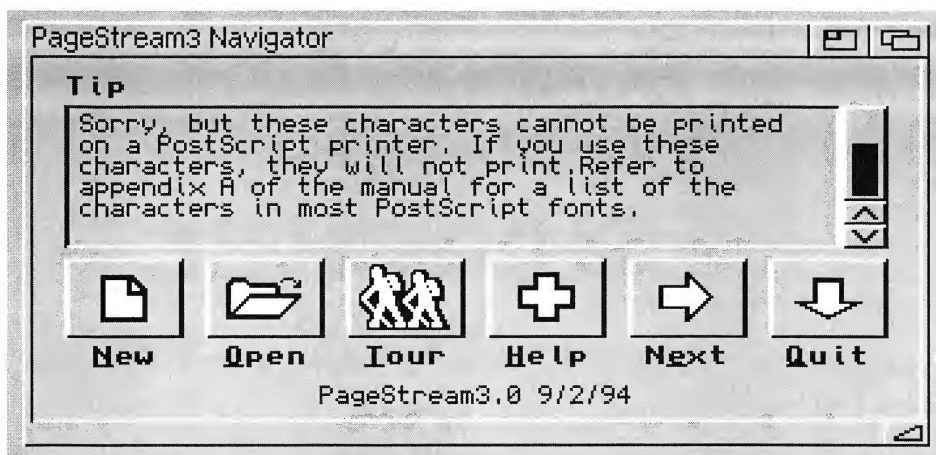 PageStream3 Navigator
Tip
Sorry, but these characters cannot be printed
on a PostScript printer. If you use these
characters, they will not print.Refer to
appendix A of the manual for a list of the
characters in most PostScript fonts.
New Open Tour Help Next Quit
PageStream3.0 9/2/94